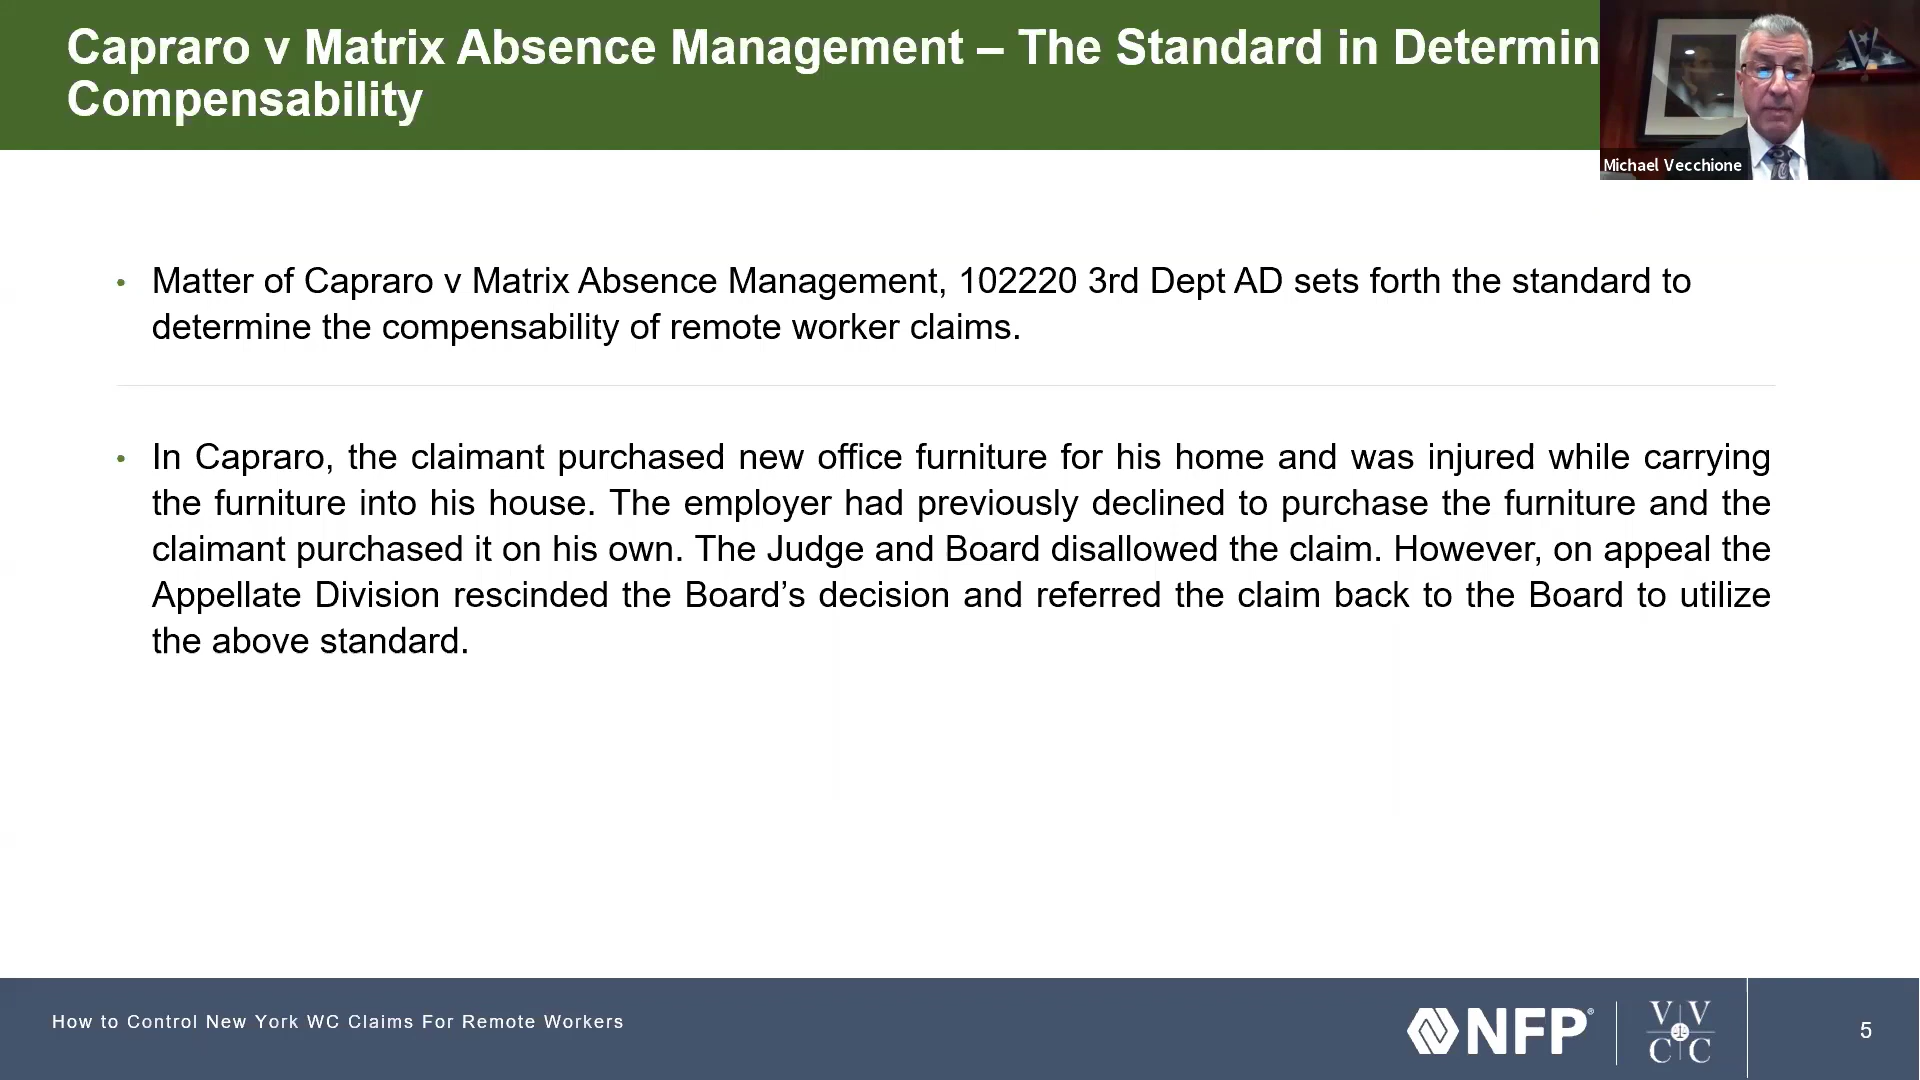 Capraro v Matrix Absence Management – The Standard in Determin
Compensability
Michael Vecchione
• Matter of Capraro v Matrix Absence Management, 102220 3rd Dept AD sets forth the standard to
determine the compensability of remote worker claims.
• In Capraro, the claimant purchased new office furniture for his home and was injured while carrying
the furniture into his house. The employer had previously declined to purchase the furniture and the
claimant purchased it on his own. The Judge and Board disallowed the claim. However, on appeal the
Appellate Division rescinded the Board’s decision and referred the claim back to the Board to utilize
the above standard.
How to Control New York WC Claims For Remote Workers
NFP®
V V
C C
5